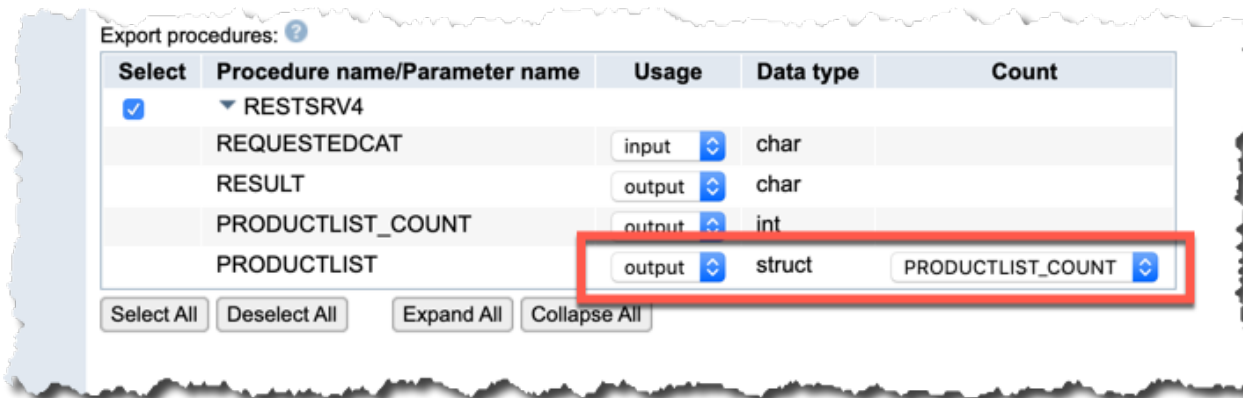 Export procedures: ?
Select Procedure name/Parameter name Usage Data type Count
RESTSRV4
REQUESTEDCAT input char
RESULT output char
PRODUCTLIST_COUNT output int
PRODUCTLIST output struct PRODUCTLIST_COUNT
Select All Deselect All Expand All Collapse All